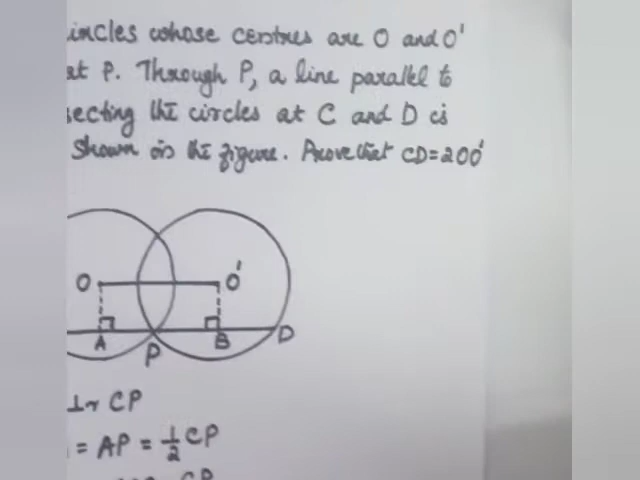 ircles whose centres are O and O'
at P. Through P, a line parallel to
secting the circles at C and D is
Shown in the figure. Prove that CD=2OO'
O O'
A P B D
⊥r CP
= AP = 1/2 CP
CP